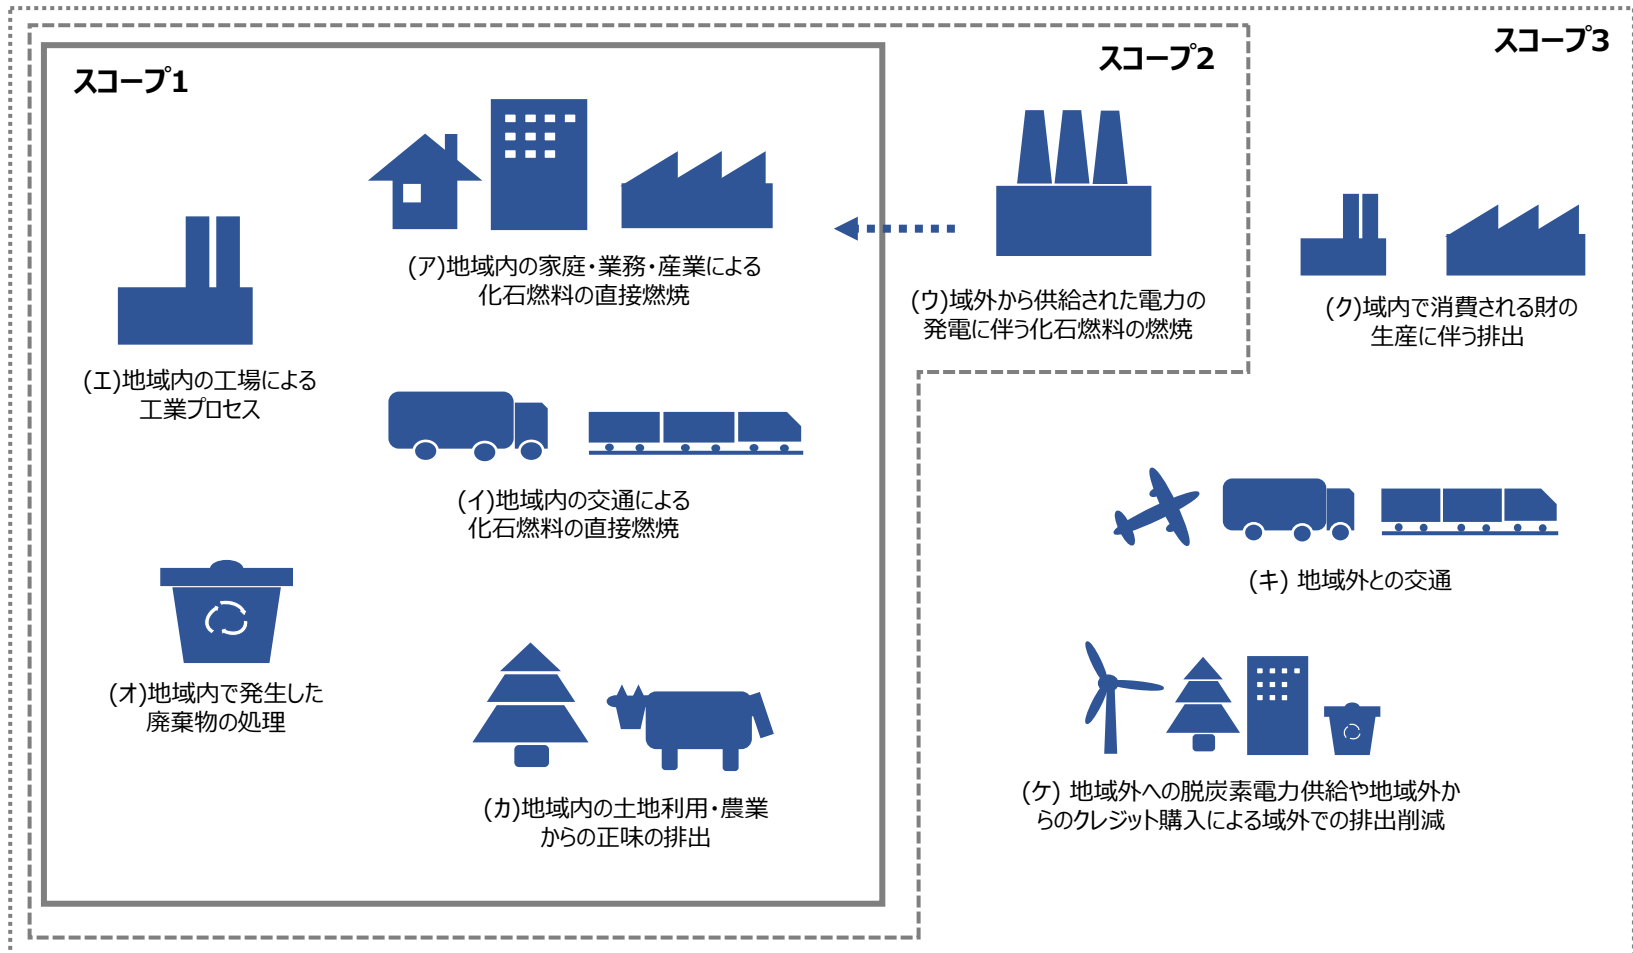 スコープ1
スコープ2
スコープ3
(ア)地域内の家庭・業務・産業による
化石燃料の直接燃焼
(ウ)域外から供給された電力の
発電に伴う化石燃料の燃焼
(ク)域内で消費される財の
生産に伴う排出
(エ)地域内の工場による
工業プロセス
(イ)地域内の交通による
化石燃料の直接燃焼
(キ) 地域外との交通
(オ)地域内で発生した
廃棄物の処理
(カ)地域内の土地利用・農業
からの正味の排出
(ケ) 地域外への脱炭素電力供給や地域外か
らのクレジット購入による域外での排出削減